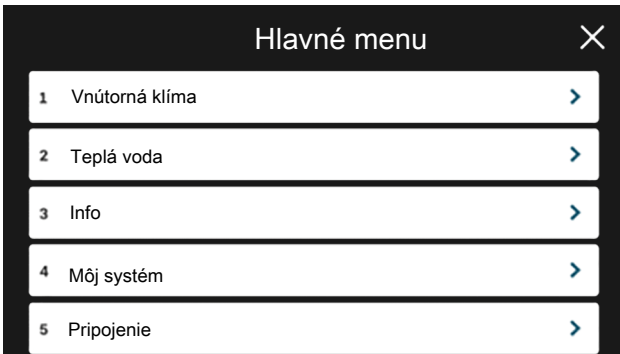 Hlavné menu
1 Vnútorná klíma
2 Teplá voda
3 Info
4 Môj systém
5 Pripojenie